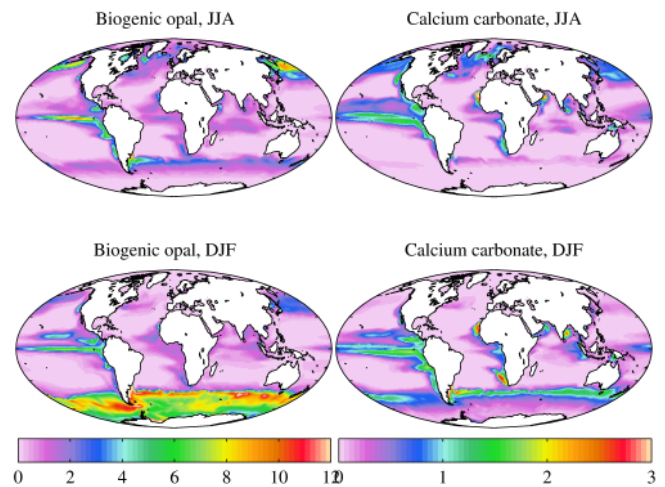 Biogenic opal, JJA
Calcium carbonate, JJA
Biogenic opal, DJF
Calcium carbonate, DJF
0 2 4 6 8 10 12
0 1 2 3